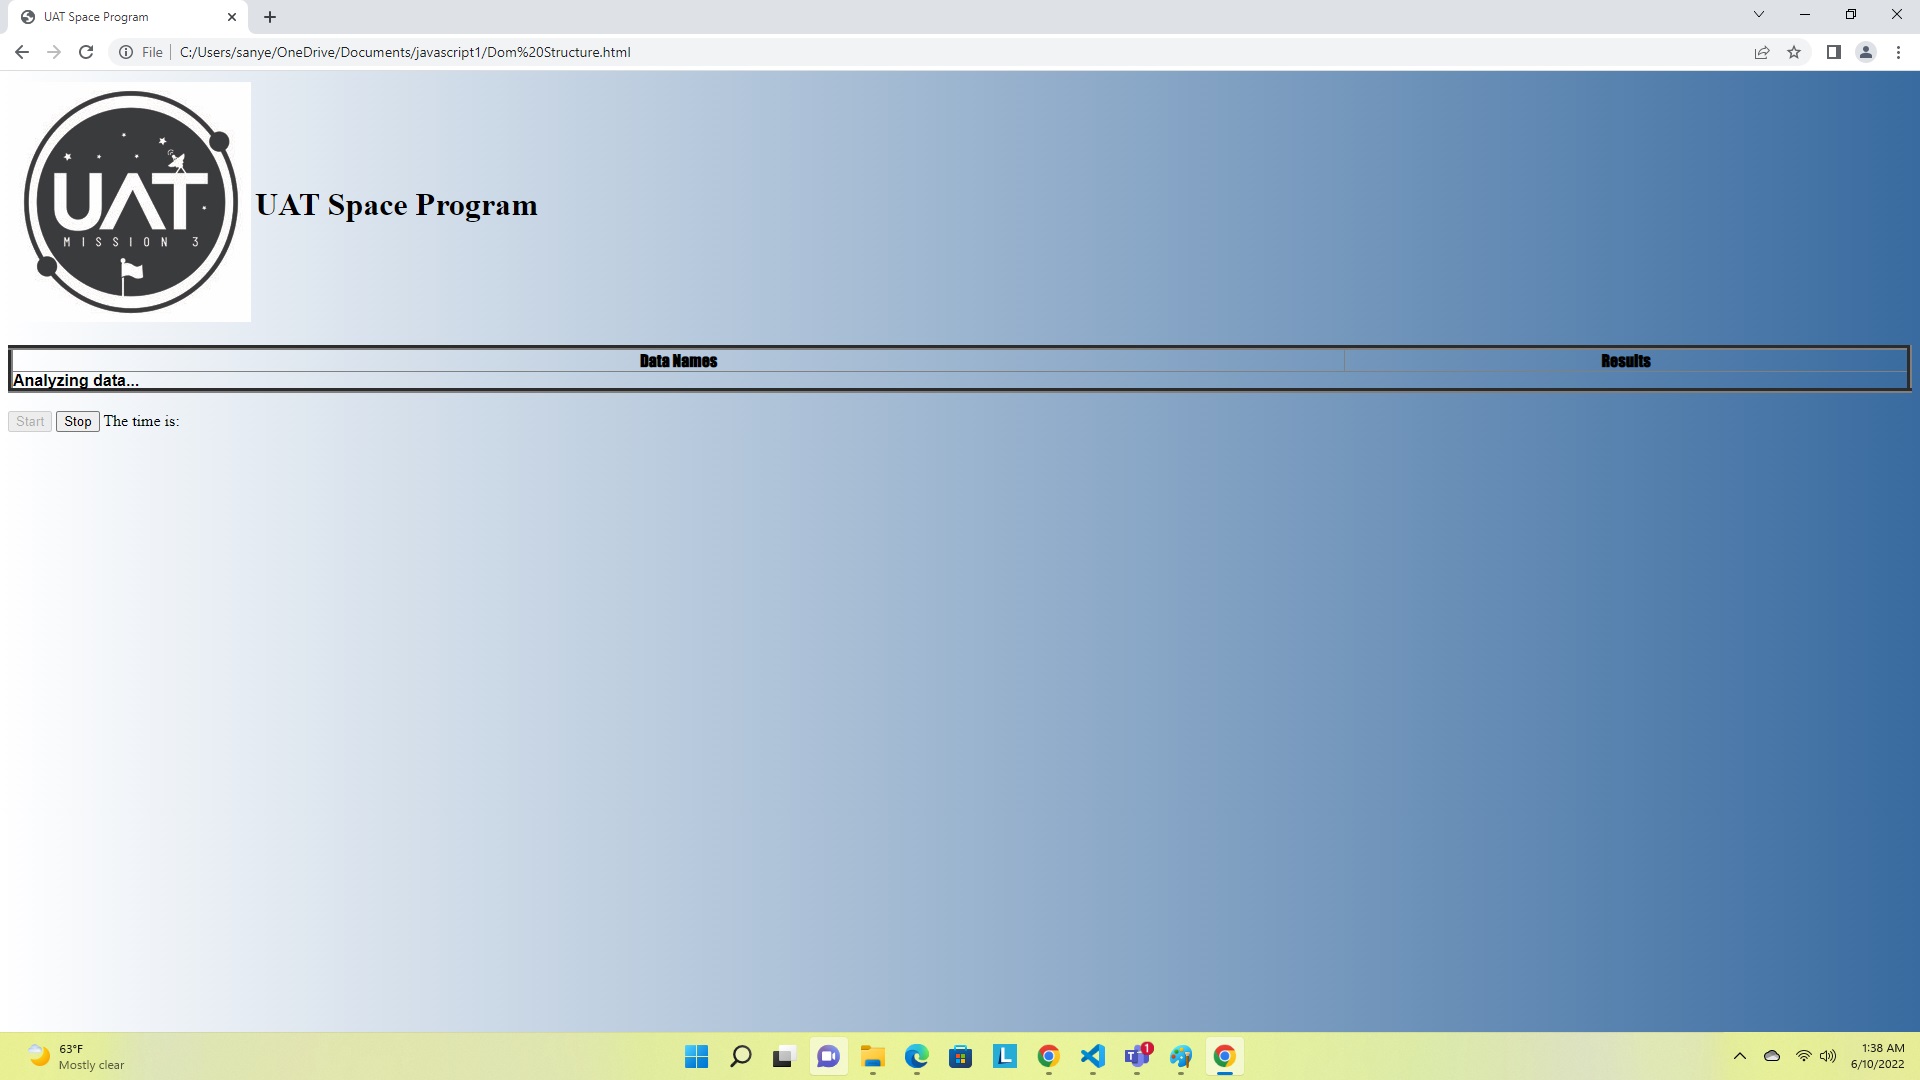 UAT Space Program
File
C:/Users/sanye/OneDrive/Documents/javascript1/Dom%20Structure.html
UAT
MISSION 3
UAT Space Program
Data Names Results
Analyzing data...
Start Stop The time is:
63°F
Mostly clear
L
T
1
1:38 AM
6/10/2022